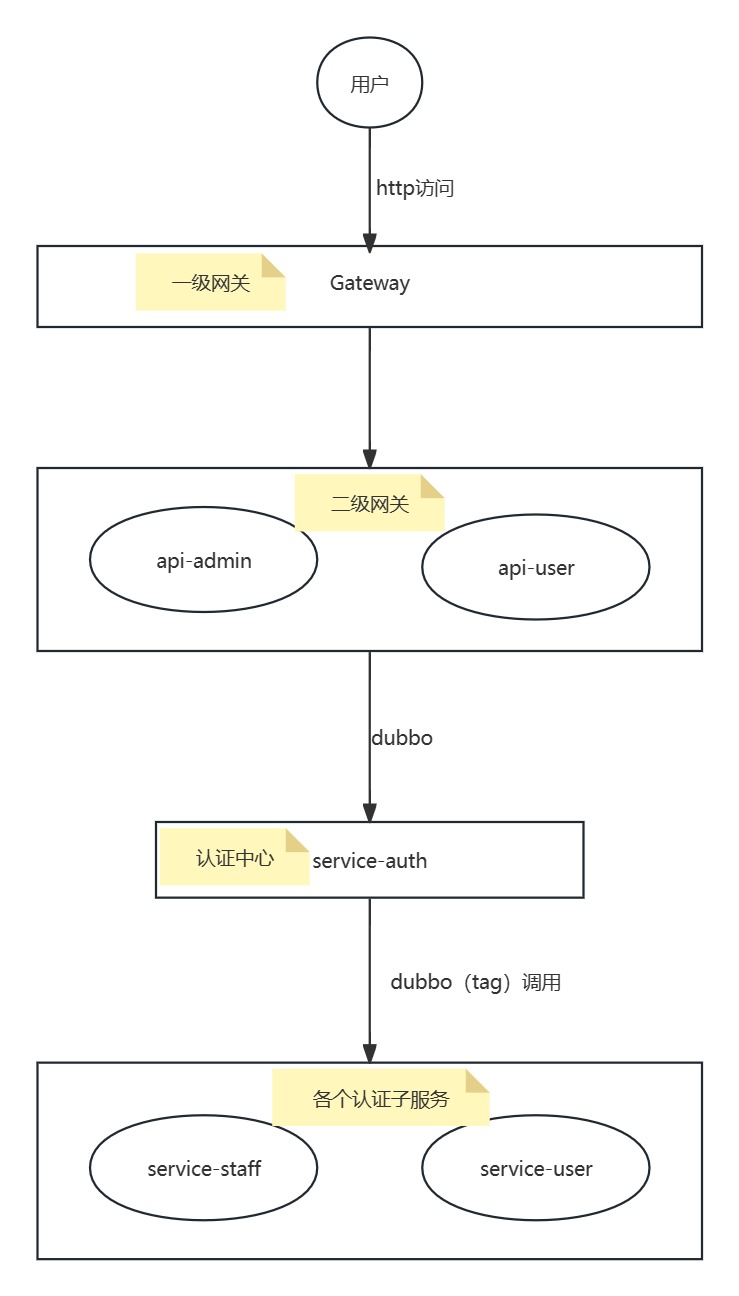 用户
http访问
一级网关
Gateway
二级网关
api-admin
api-user
dubbo
认证中心
service-auth
dubbo（tag）调用
各个认证子服务
service-staff
service-user